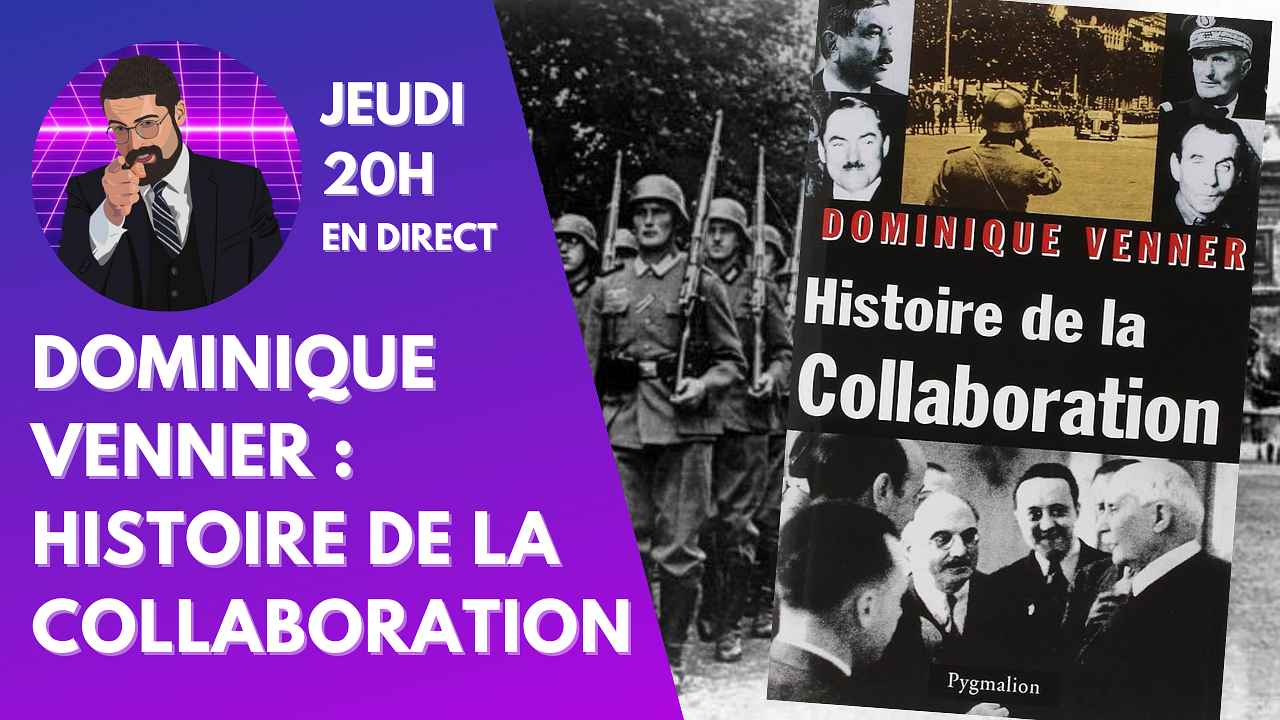 JEUDI
20H
EN DIRECT
DOMINIQUE
VENNER :
HISTOIRE DE LA
COLLABORATION
DOMINIQUE VENNER
Histoire de la
Collaboration
Pygmalion